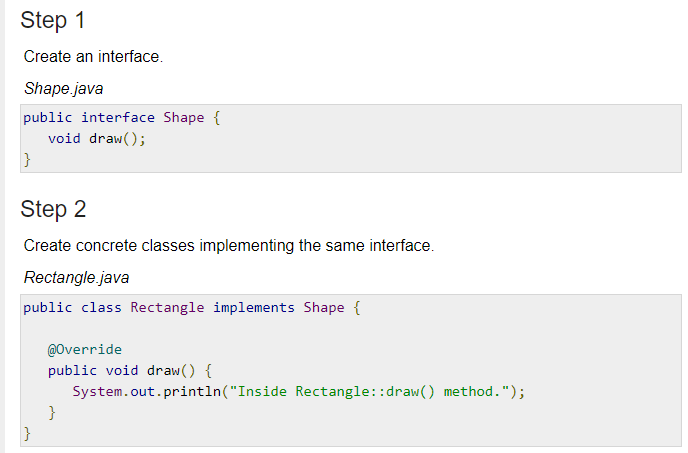 Step 1
Create an interface.
Shape.java
public interface Shape {
   void draw();
}
Step 2
Create concrete classes implementing the same interface.
Rectangle.java
public class Rectangle implements Shape {
   @Override
   public void draw() {
      System.out.println("Inside Rectangle::draw() method.");
   }
}